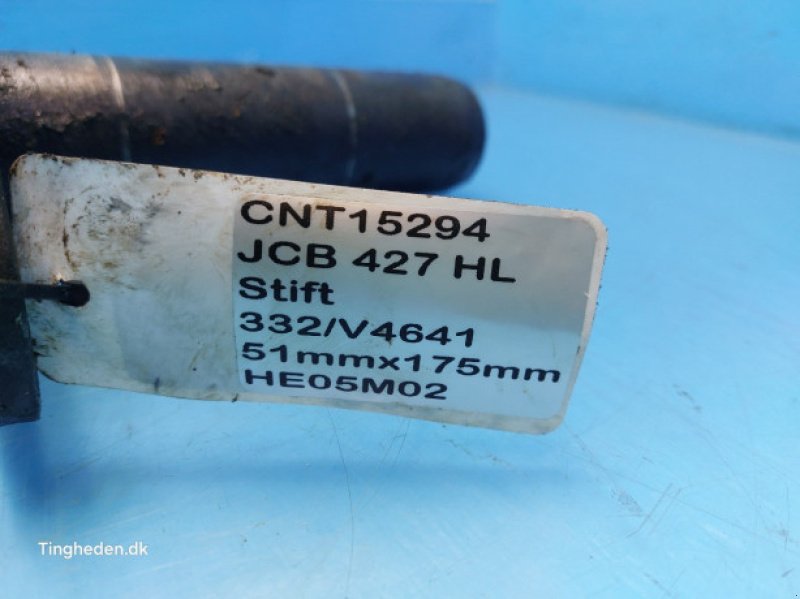 CNT15294
JCB 427 HL
Stift
332/V4641
51mmx175mm
HE05M02
Tingheden.dk